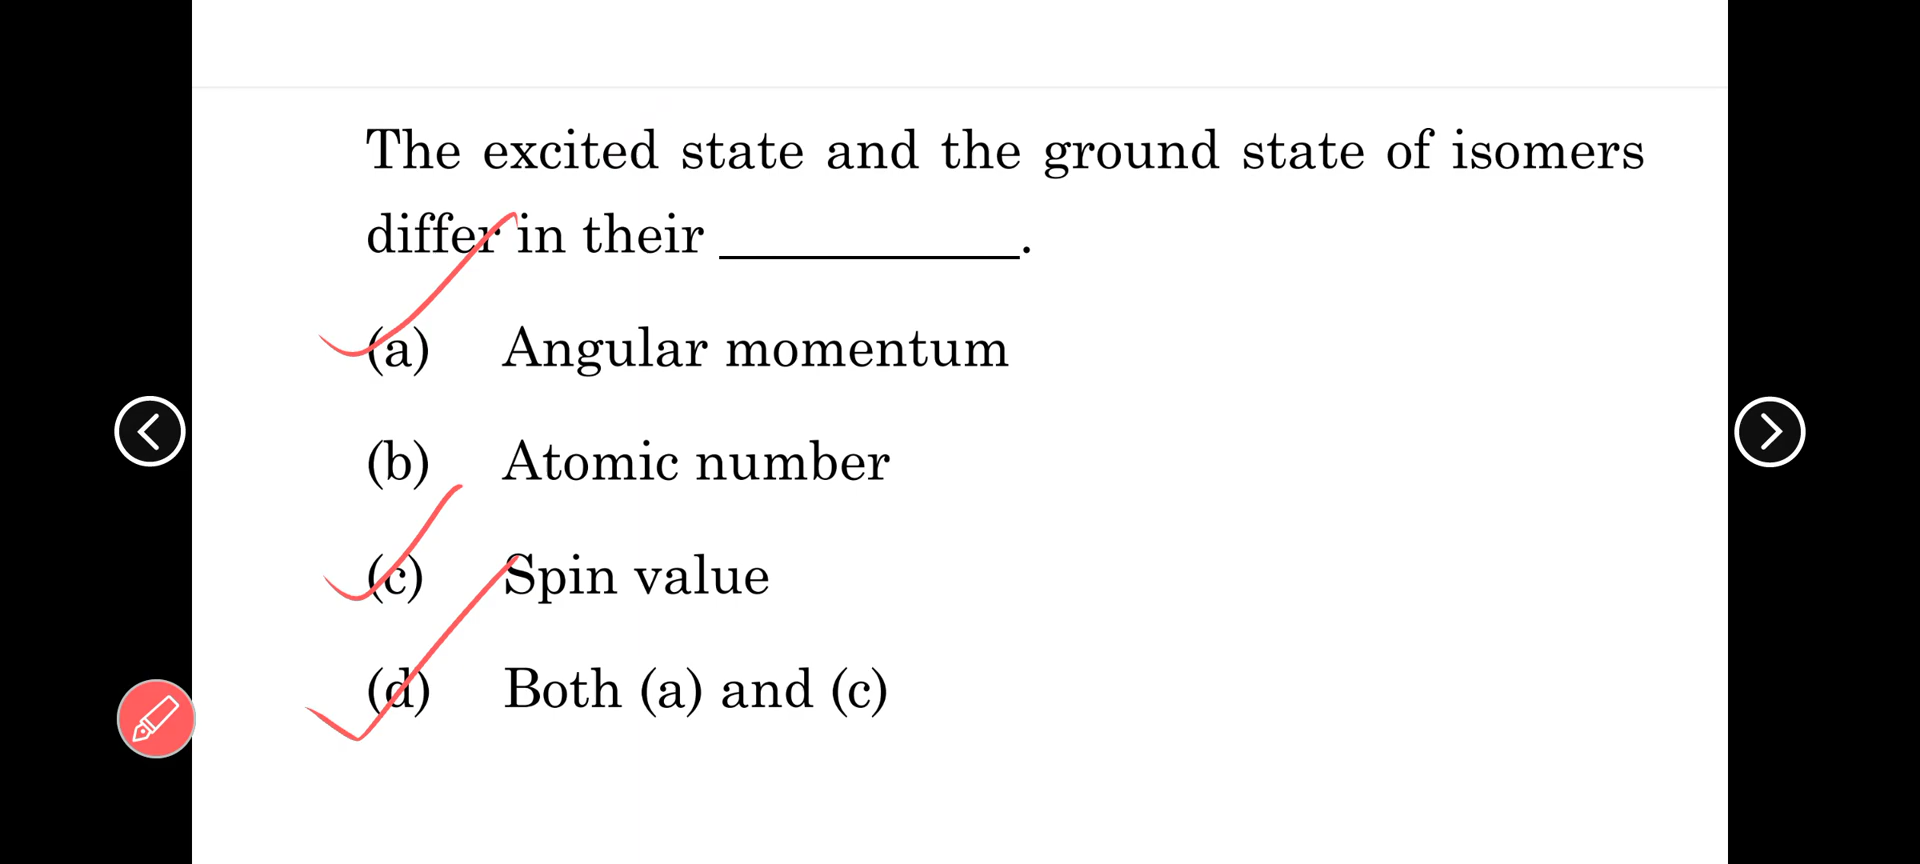 The excited state and the ground state of isomers
differ in their __________.
(a) Angular momentum
(b) Atomic number
(c) Spin value
(d) Both (a) and (c)